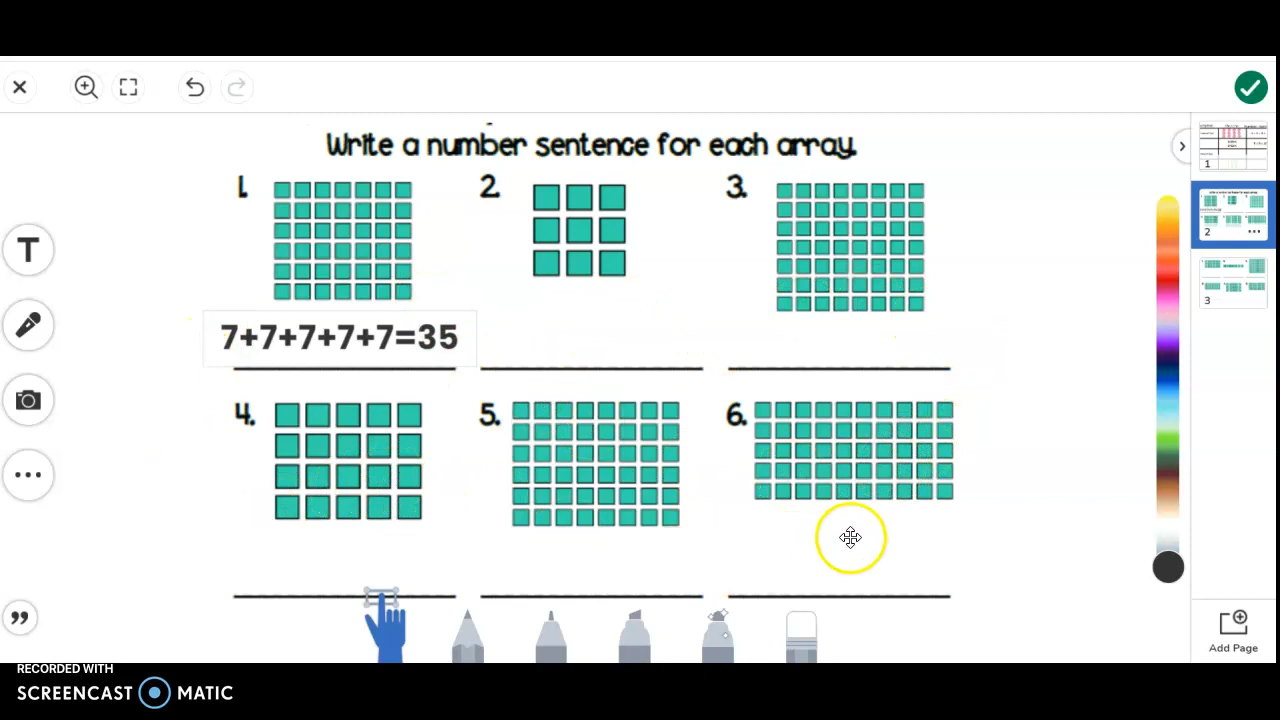 Write a number sentence for each array.
1. 2. 3.
7+7+7+7+7=35
4. 5. 6.
T
1
2
3
Add Page
RECORDED WITH
SCREENCAST MATIC